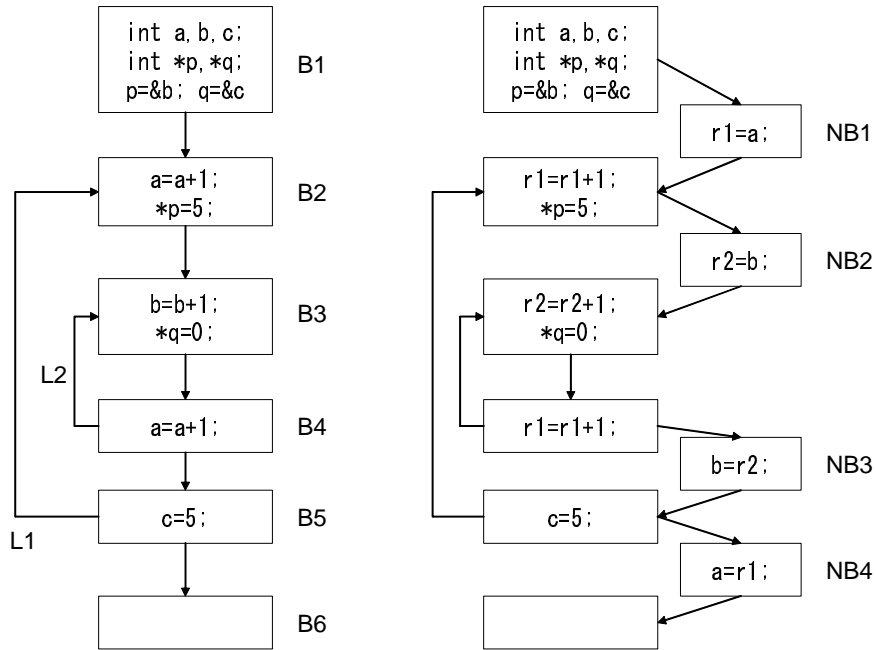 int a,b,c;
int *p,*q;
p=&b; q=&c
B1
a=a+1;
*p=5;
B2
b=b+1;
*q=0;
B3
L2
a=a+1;
B4
c=5;
B5
L1
B6
int a,b,c;
int *p,*q;
p=&b; q=&c
r1=a;
NB1
r1=r1+1;
*p=5;
r2=b;
NB2
r2=r2+1;
*q=0;
r1=r1+1;
b=r2;
NB3
c=5;
a=r1;
NB4